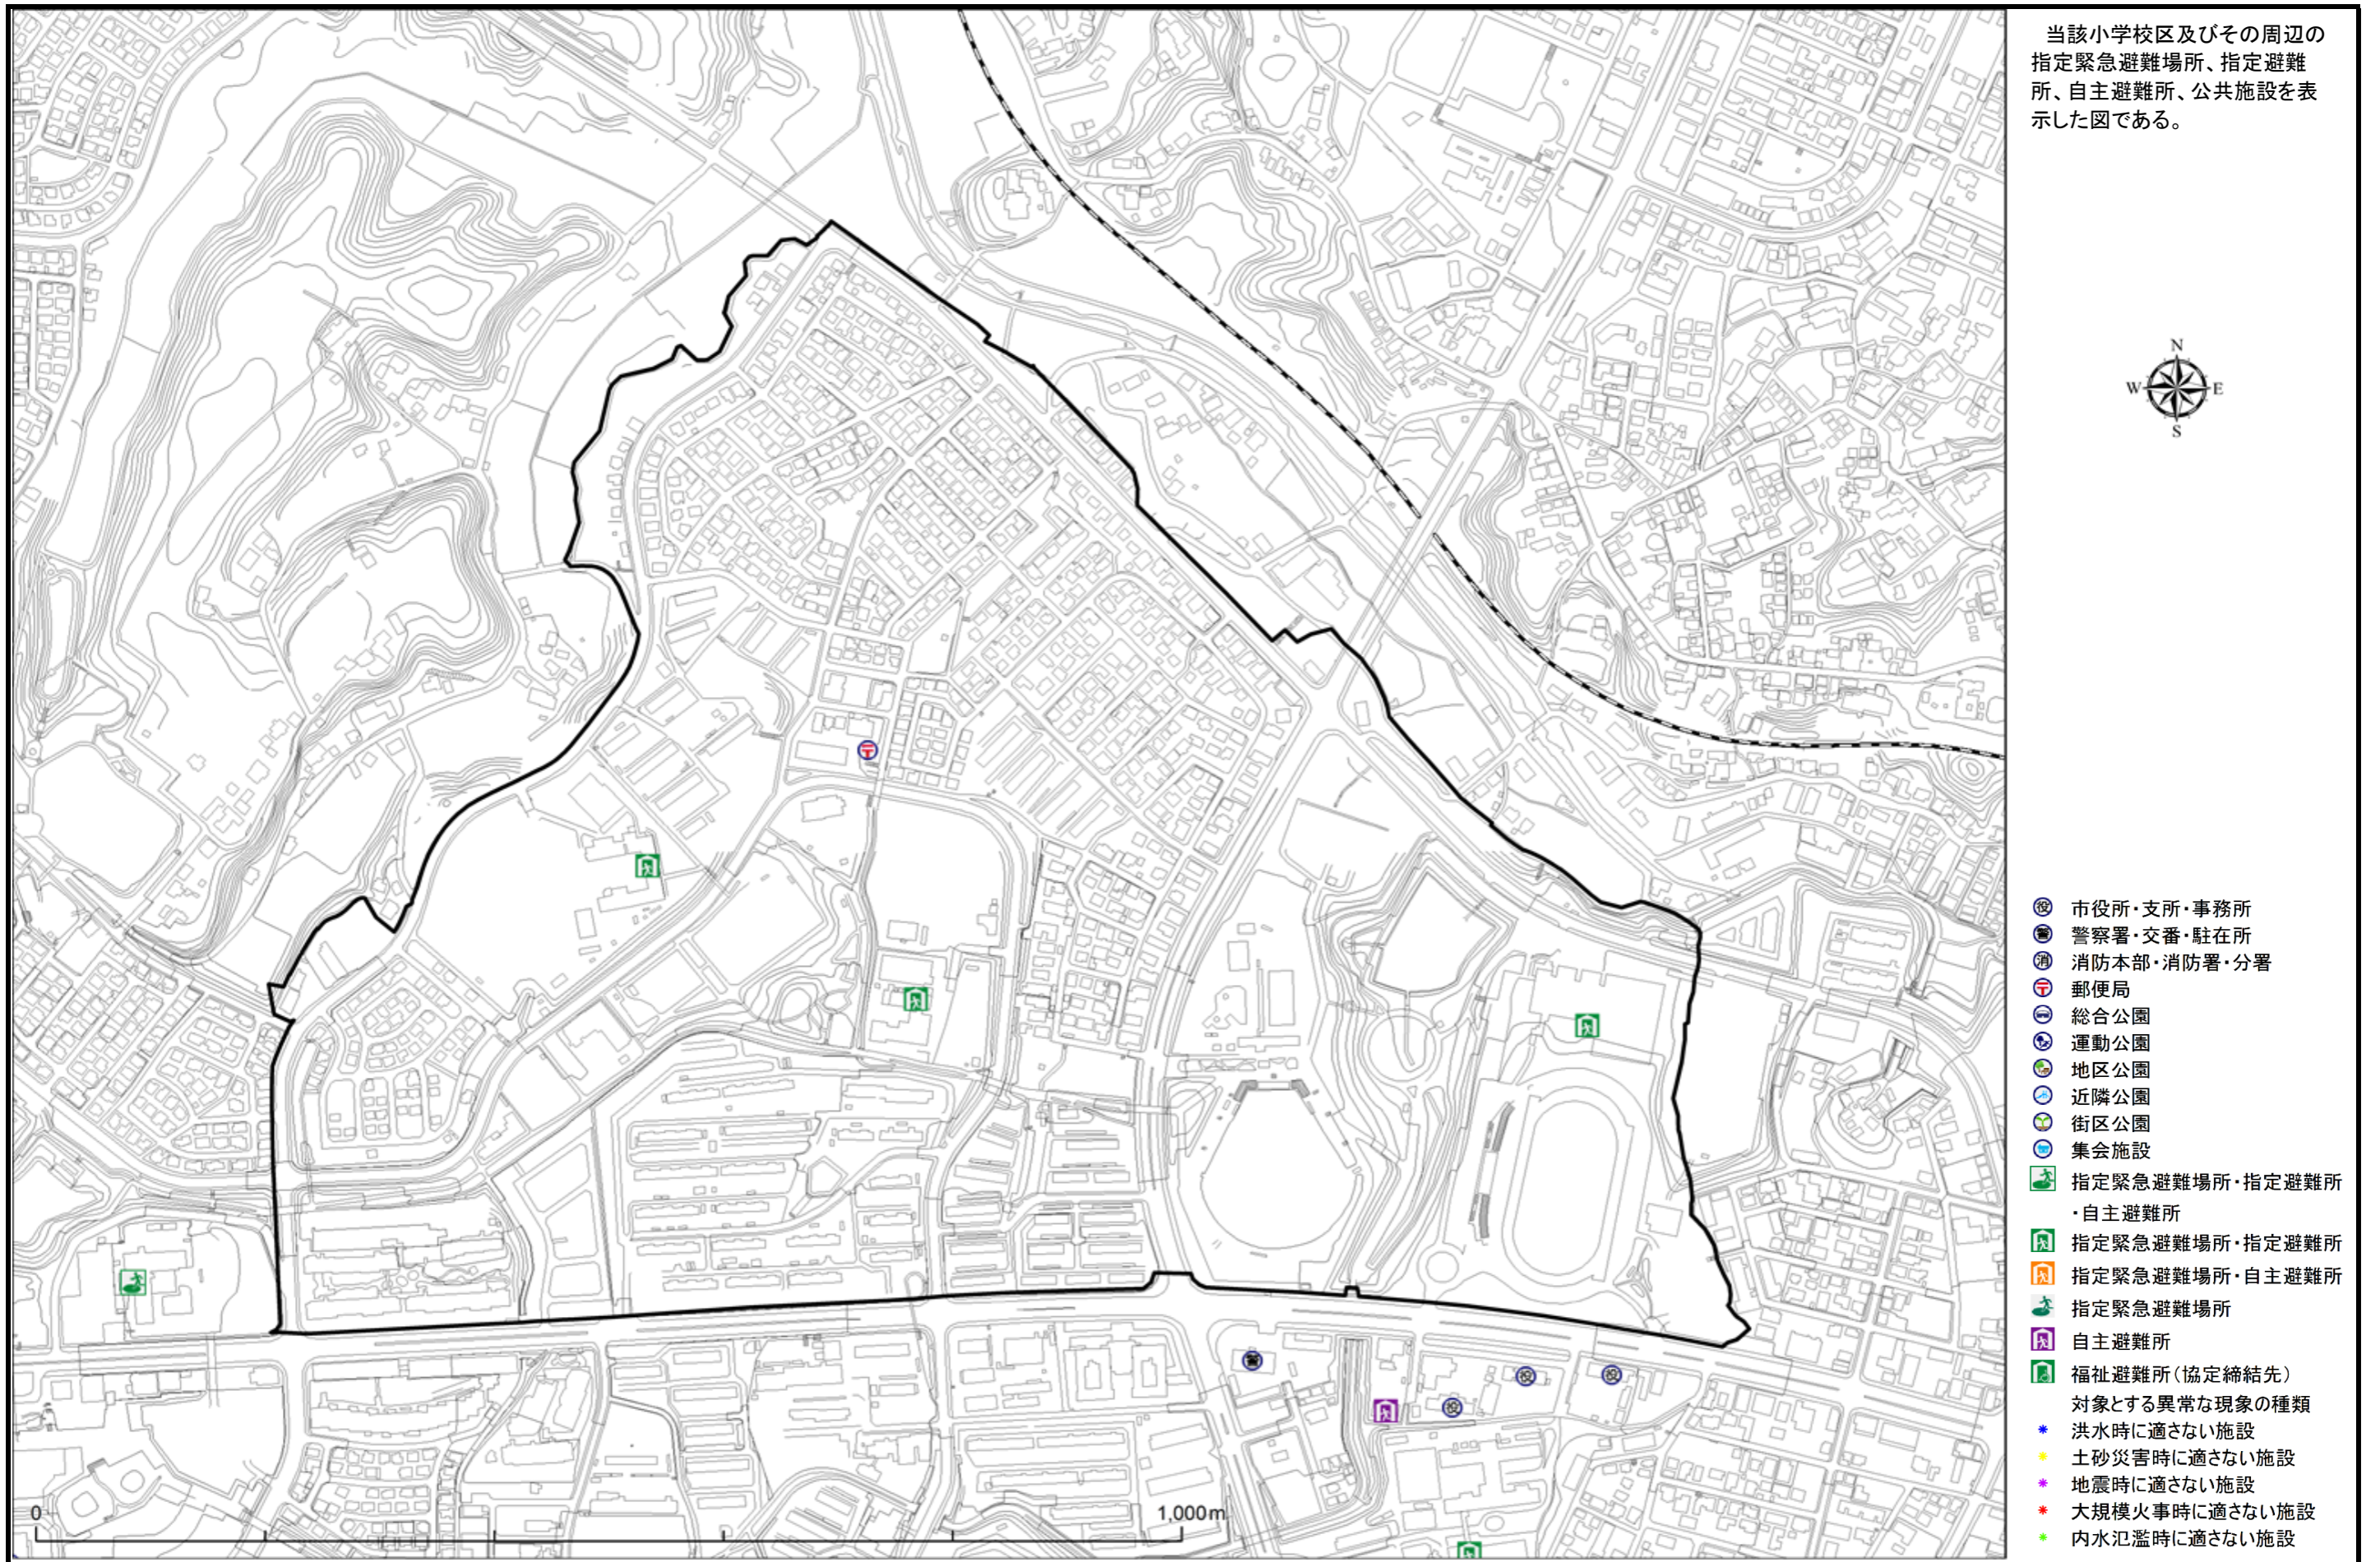 当該小学校区及びその周辺の
指定緊急避難場所、指定避難
所、自主避難所、公共施設を表
示した図である。
N
W E
S
市役所・支所・事務所
警察署・交番・駐在所
消防本部・消防署・分署
郵便局
総合公園
運動公園
地区公園
近隣公園
街区公園
集会施設
指定緊急避難場所・指定避難所
・自主避難所
指定緊急避難場所・指定避難所
指定緊急避難場所・自主避難所
指定緊急避難場所
自主避難所
福祉避難所（協定締結先）
対象とする異常な現象の種類
洪水時に適さない施設
土砂災害時に適さない施設
地震時に適さない施設
大規模火事時に適さない施設
内水氾濫時に適さない施設
0 1,000m